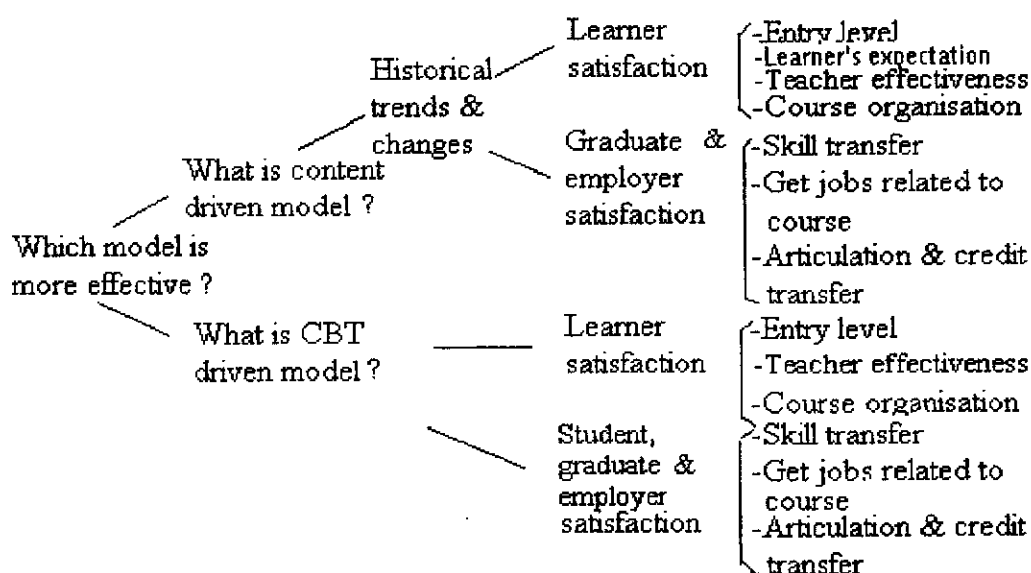 Which model is
more effective ?
What is content
driven model ?
Historical
trends &
changes
Learner
satisfaction
-Entry level
-Learner's expectation
-Teacher effectiveness
-Course organisation
Graduate &
employer
satisfaction
-Skill transfer
-Get jobs related to
course
-Articulation & credit
transfer
What is CBT
driven model ?
Learner
satisfaction
-Entry level
-Teacher effectiveness
-Course organisation
Student,
graduate &
employer
satisfaction
-Skill transfer
-Get jobs related to
course
-Articulation & credit
transfer